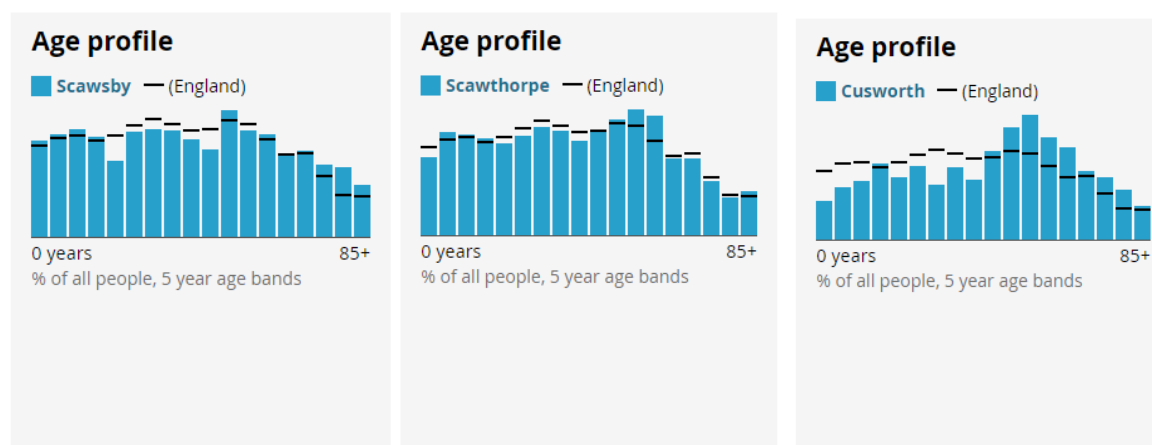 Age profile
Scawsby (England)
0 years 85+
% of all people, 5 year age bands
Age profile
Scawthorpe (England)
0 years 85+
% of all people, 5 year age bands
Age profile
Cusworth (England)
0 years 85+
% of all people, 5 year age bands